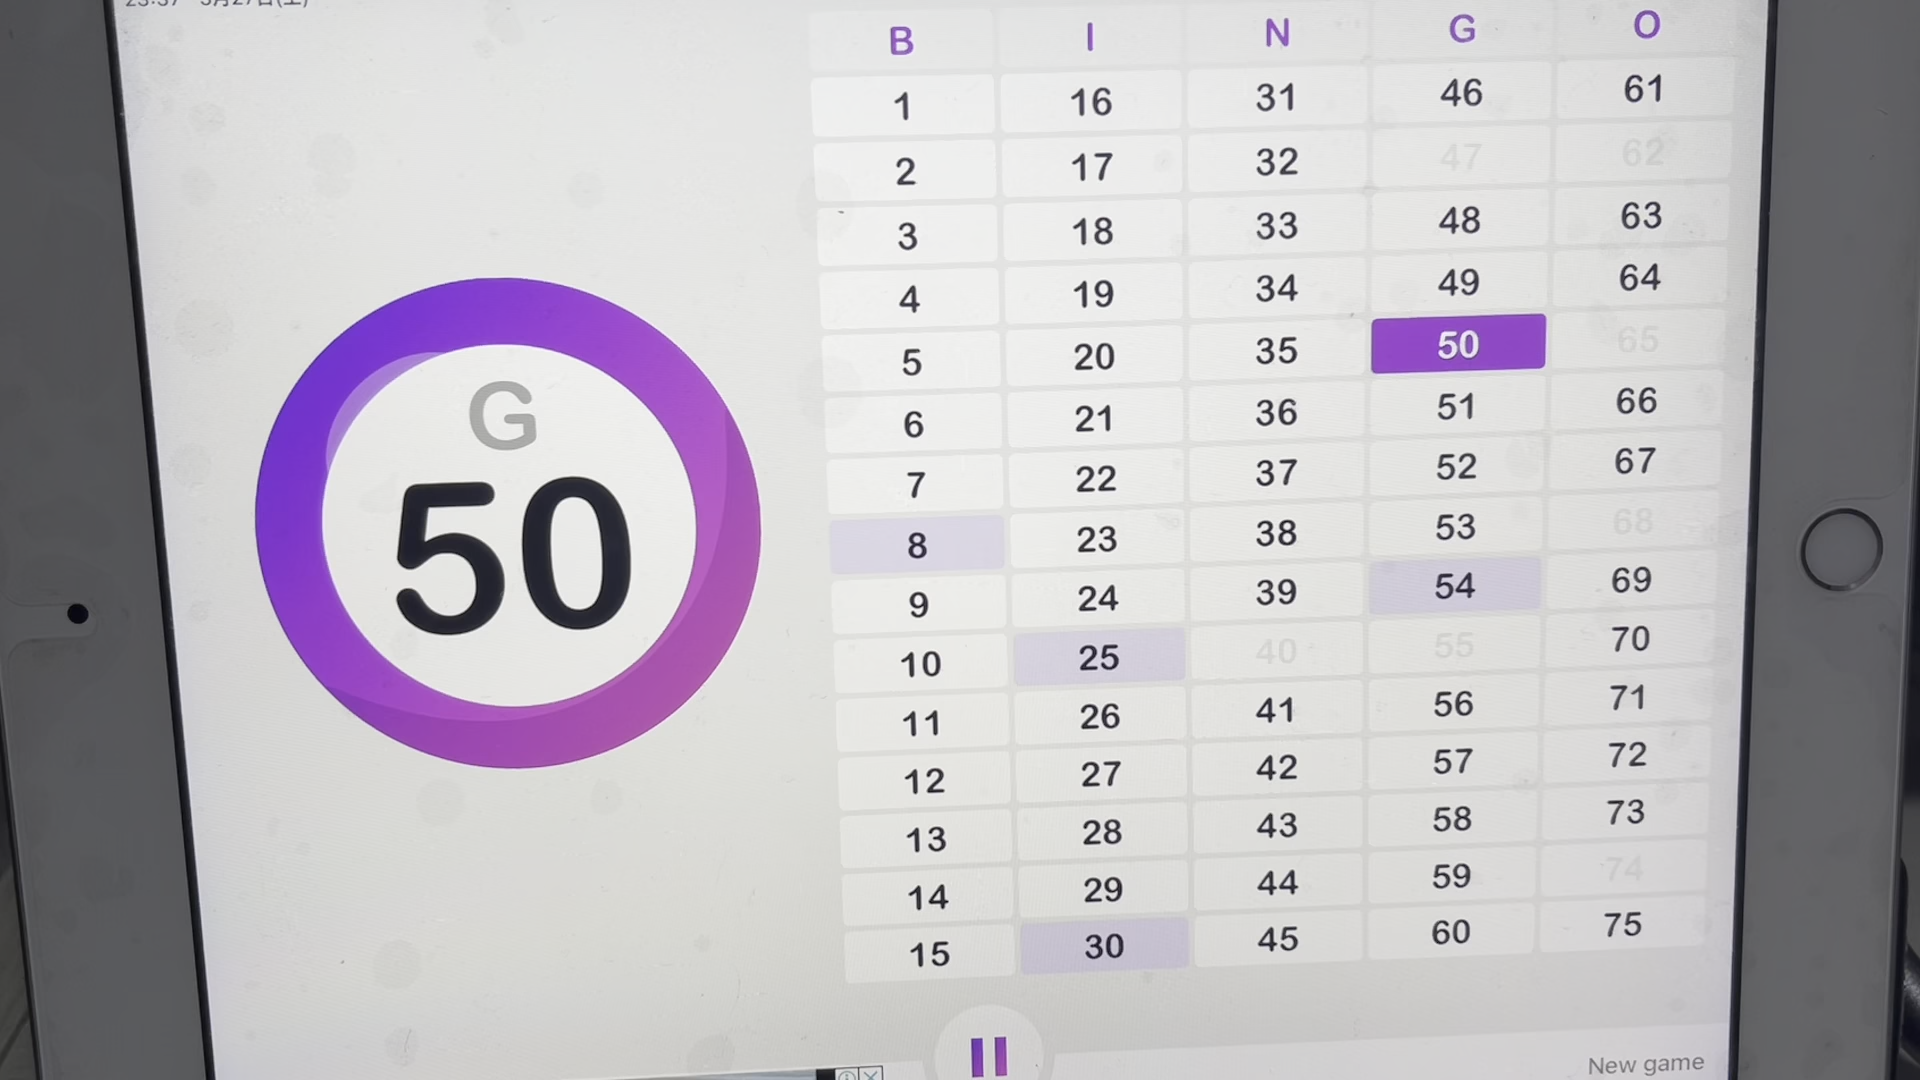 B I N G O
1 16 31 46 61
2 17 32 47 62
3 18 33 48 63
4 19 34 49 64
5 20 35 50 65
6 21 36 51 66
7 22 37 52 67
8 23 38 53 68
9 24 39 54 69
10 25 40 55 70
11 26 41 56 71
12 27 42 57 72
13 28 43 58 73
14 29 44 59 74
15 30 45 60 75
G
50
New game